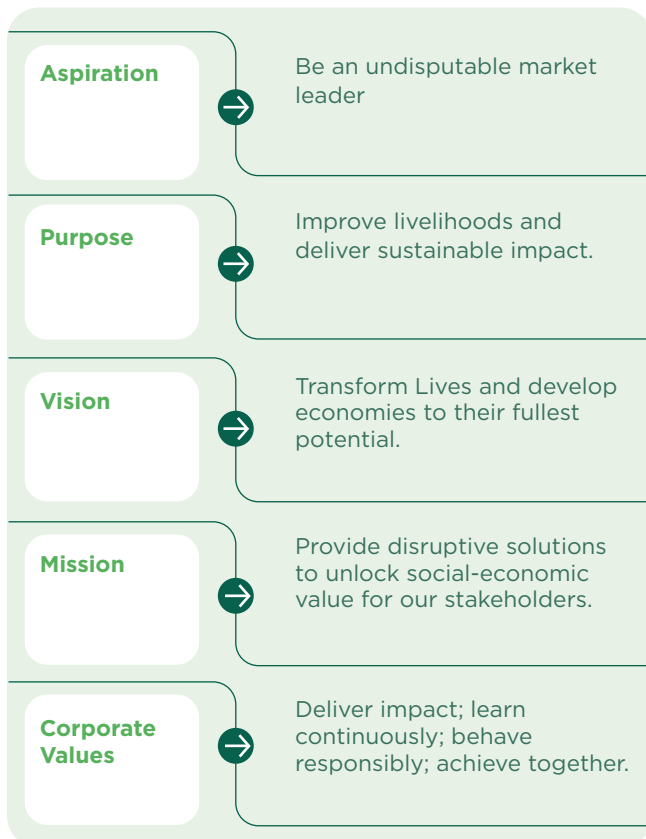 Aspiration
Be an undisputable market
leader
Purpose
Improve livelihoods and
deliver sustainable impact.
Vision
Transform Lives and develop
economies to their fullest
potential.
Mission
Provide disruptive solutions
to unlock social-economic
value for our stakeholders.
Corporate
Values
Deliver impact; learn
continuously; behave
responsibly; achieve together.